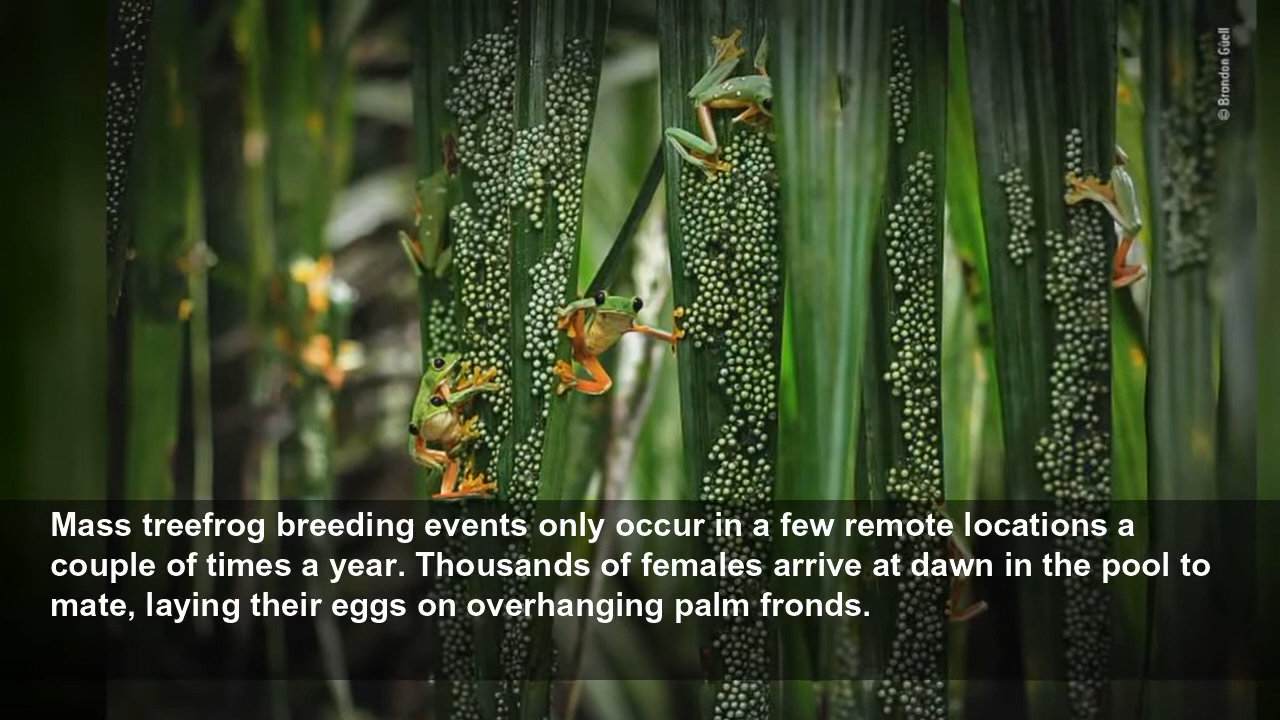 © Brandon Güell
Mass treefrog breeding events only occur in a few remote locations a
couple of times a year. Thousands of females arrive at dawn in the pool to
mate, laying their eggs on overhanging palm fronds.